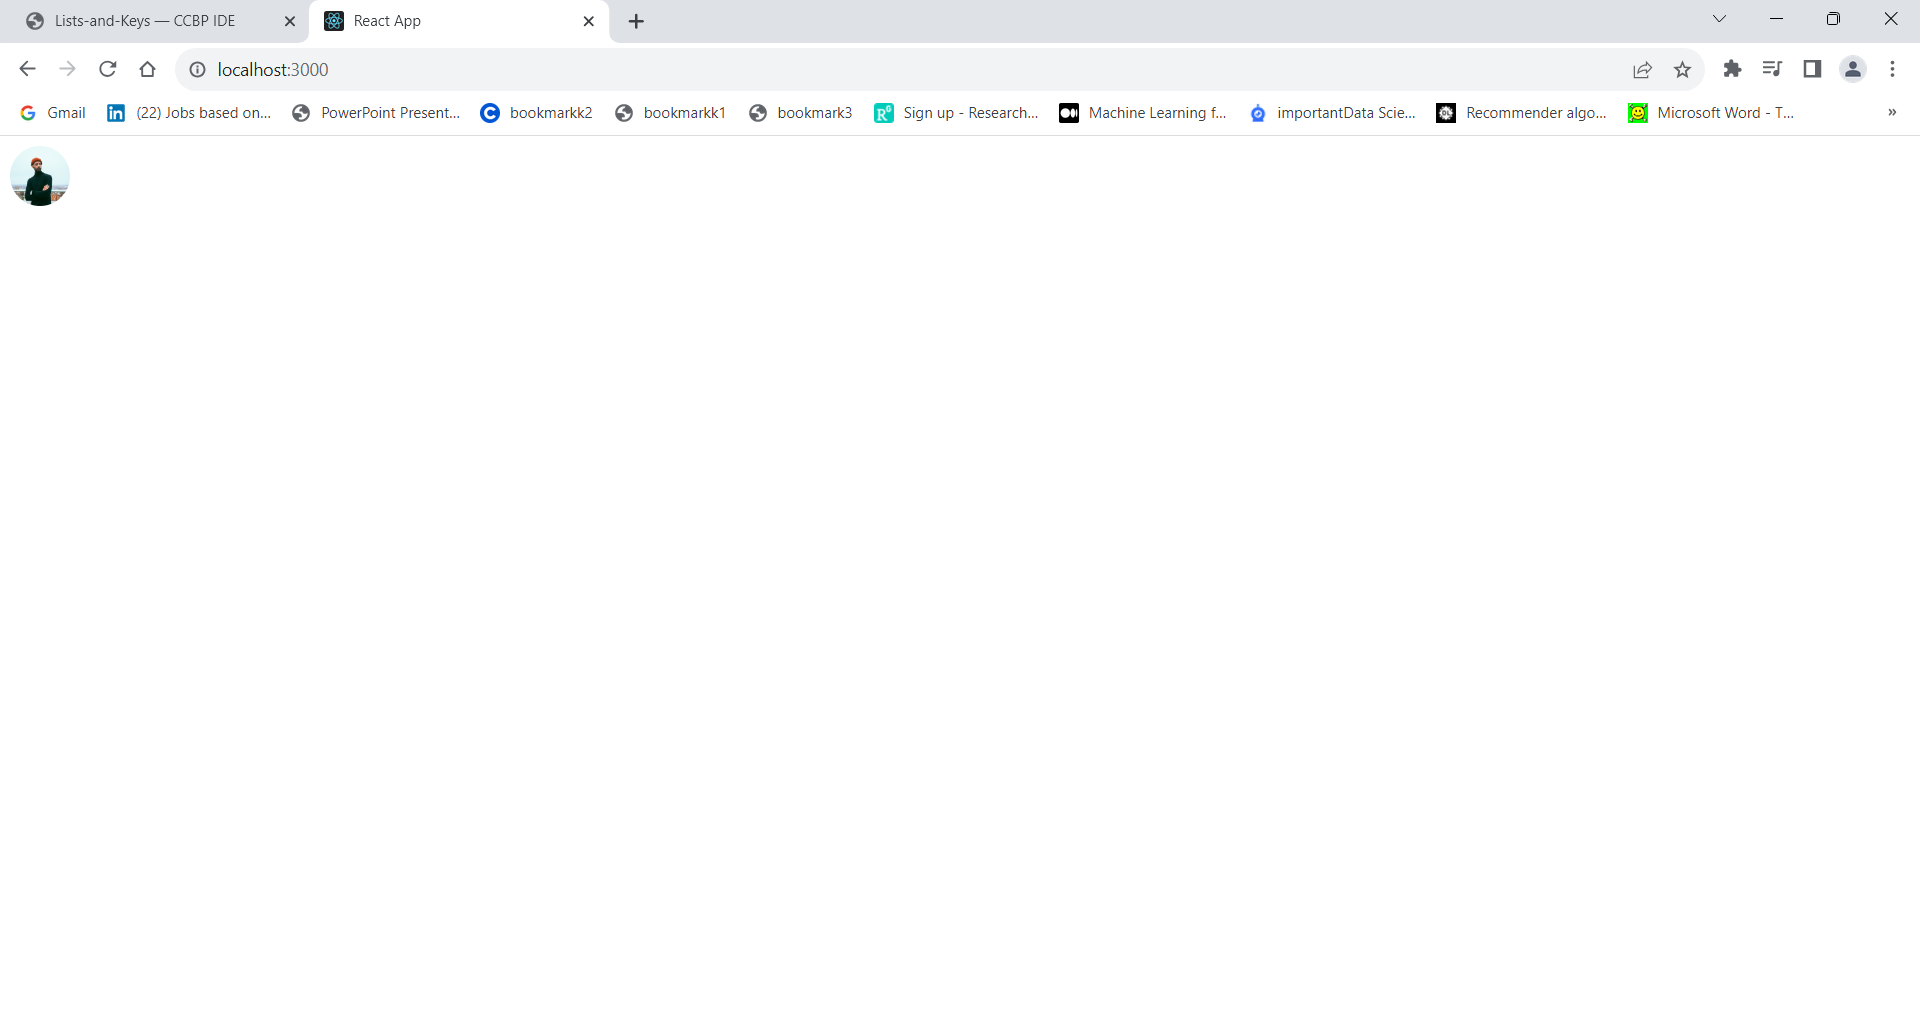 Lists-and-Keys — CCBP IDE
React App
localhost:3000
Gmail
(22) Jobs based on...
PowerPoint Present...
bookmarkk2
bookmarkk1
bookmark3
Sign up - Research...
Machine Learning f...
importantData Scie...
Recommender algo...
Microsoft Word - T...